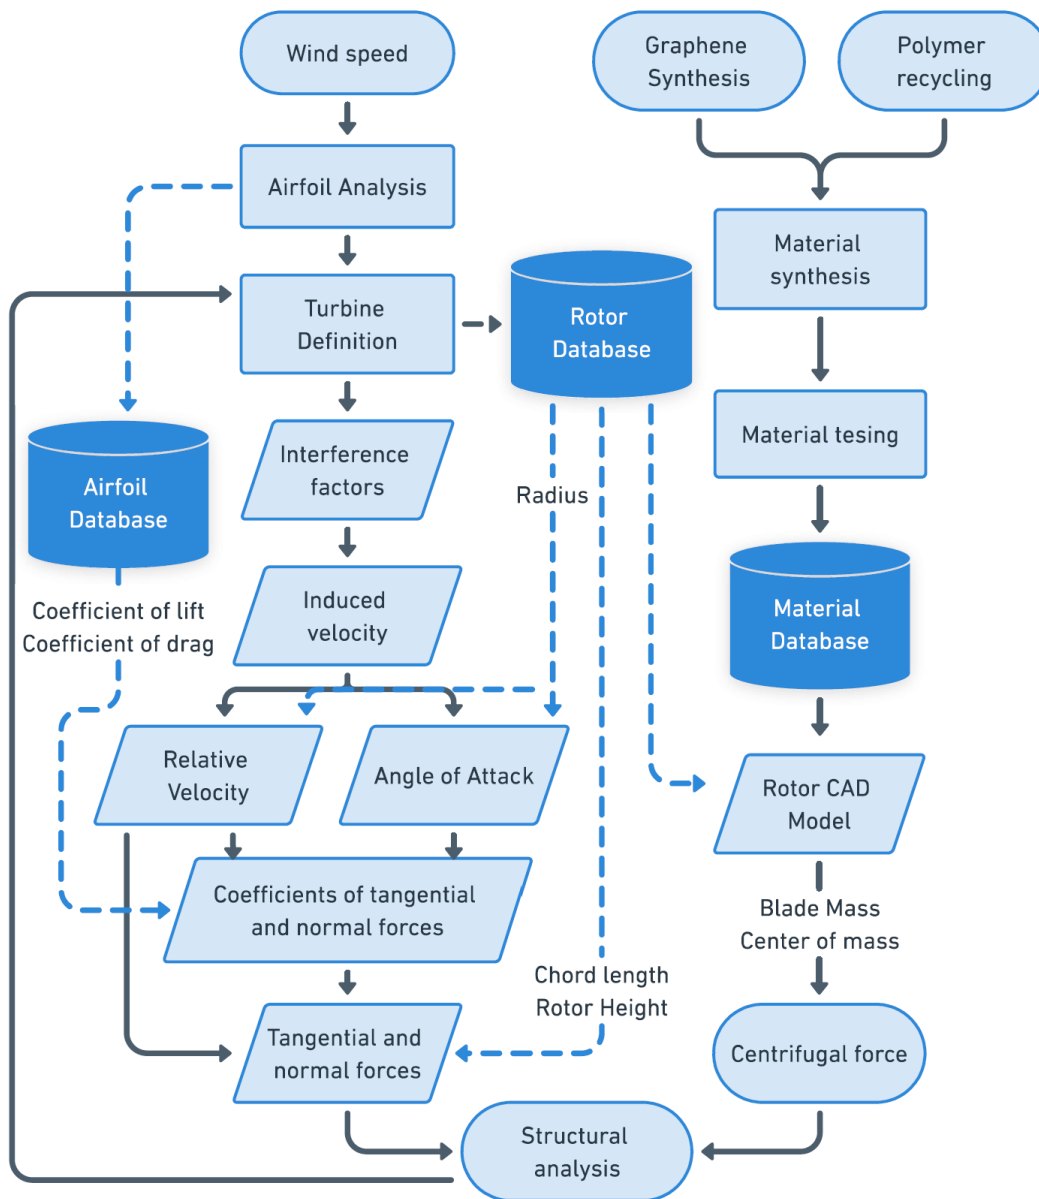 Wind speed
Graphene
Synthesis
Polymer
recycling
Airfoil Analysis
Material
synthesis
Turbine
Definition
Rotor
Database
Material tesing
Interference
factors
Airfoil
Database
Radius
Induced
velocity
Coefficient of lift
Coefficient of drag
Material
Database
Relative
Velocity
Angle of Attack
Rotor CAD
Model
Coefficients of tangential
and normal forces
Blade Mass
Center of mass
Chord length
Rotor Height
Tangential and
normal forces
Centrifugal force
Structural
analysis